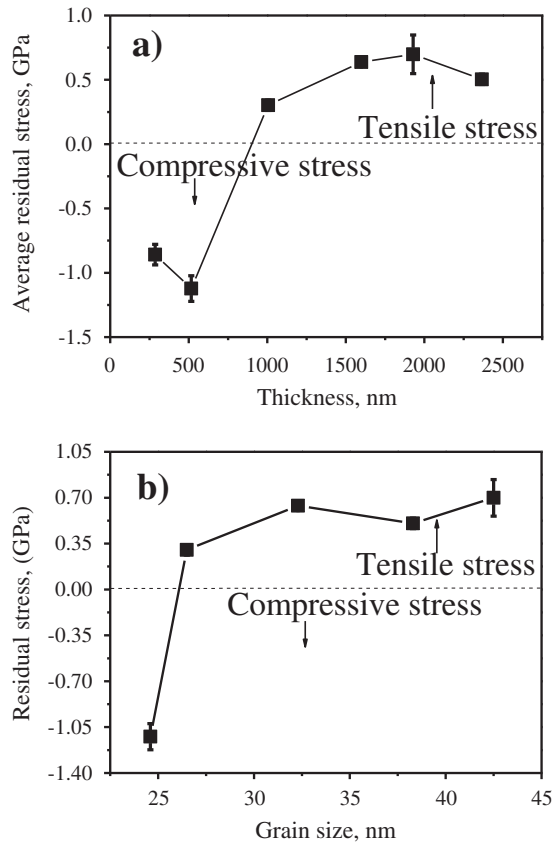 a)
1.0
0.5
0.0
-0.5
-1.0
-1.5
Average residual stress, GPa
Tensile stress
Compressive stress
0 500 1000 1500 2000 2500
Thickness, nm
b)
1.05
0.70
0.35
0.00
-0.35
-0.70
-1.05
-1.40
Residual stress, (GPa)
Tensile stress
Compressive stress
25 30 35 40 45
Grain size, nm